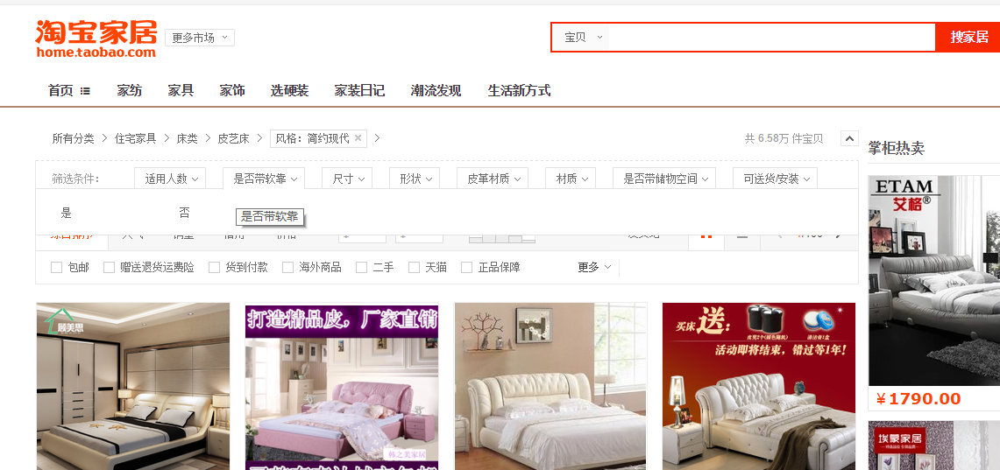 淘宝家居
home.taobao.com
更多市场
宝贝
搜家居
首页 家纺 家具 家饰 选硬装 家装日记 潮流发现 生活新方式
所有分类 > 住宅家具 > 床类 > 皮艺床 > 风格：简约现代 × >
共 6.58万 件宝贝
掌柜热卖
筛选条件： 适用人数 是否带软靠 尺寸 形状 皮革材质 材质 是否带储物空间 可送货/安装
是 否 是否带软靠
包邮 赠送退货运费险 货到付款 海外商品 二手 天猫 正品保障 更多
顾美思
打造精品皮，厂家直销
韩之美家居
买床送：
活动即将结束，错过等1年！
ETAM
艾格®
¥1790.00
埃蒙家居